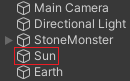 Main Camera
Directional Light
StoneMonster
Sun
Earth